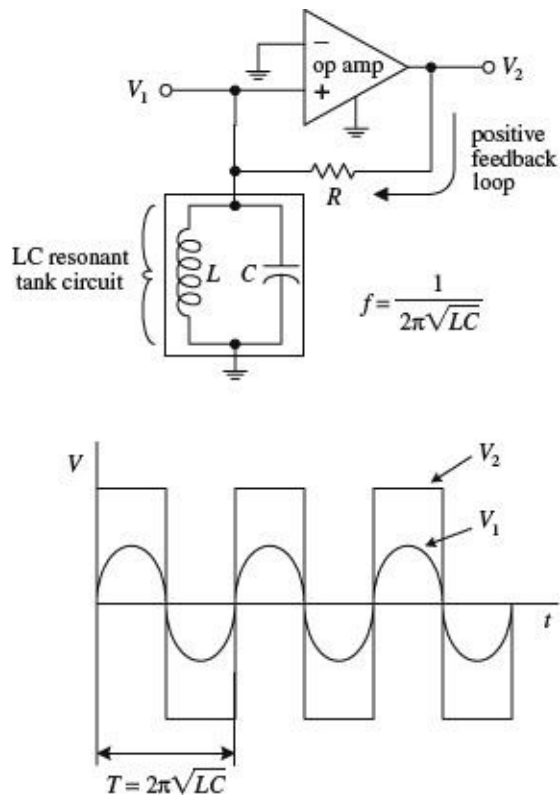 −
op amp
V₂
V₁
+
positive
feedback
loop
R
LC resonant
tank circuit
L
C
f = 1 / 2π√LC
V
V₂
V₁
t
T = 2π√LC